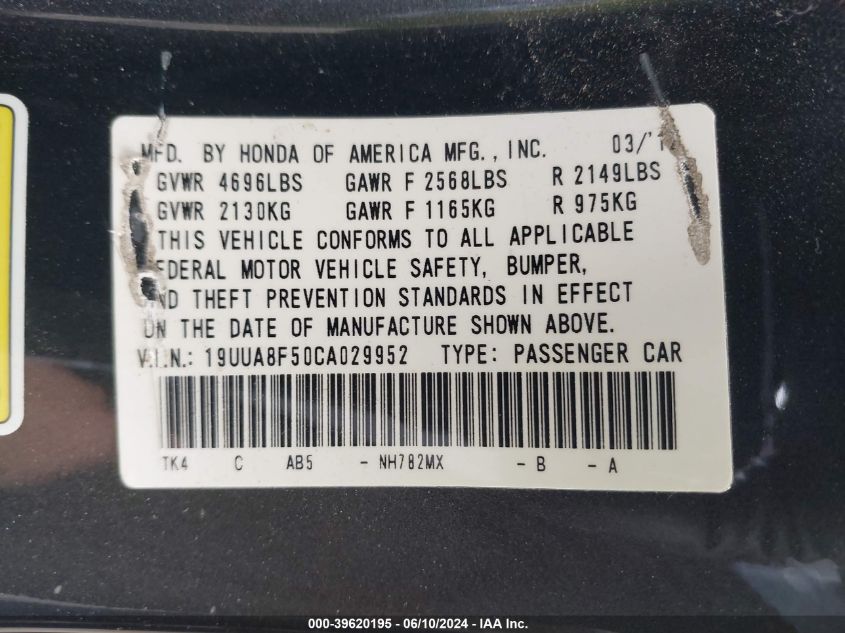 MFD. BY HONDA OF AMERICA MFG., INC. 03/'1
GVWR 4696LBS GAWR F 2568LBS R 2149LBS
GVWR 2130KG GAWR F 1165KG R 975KG
THIS VEHICLE CONFORMS TO ALL APPLICABLE
EDERAL MOTOR VEHICLE SAFETY, BUMPER,
ND THEFT PREVENTION STANDARDS IN EFFECT
ON THE DATE OF MANUFACTURE SHOWN ABOVE.
V.I.N.: 19UUA8F50CA029952 TYPE: PASSENGER CAR
TK4 C AB5 - NH782MX - B - A
000-39620195 - 06/10/2024 - IAA Inc.